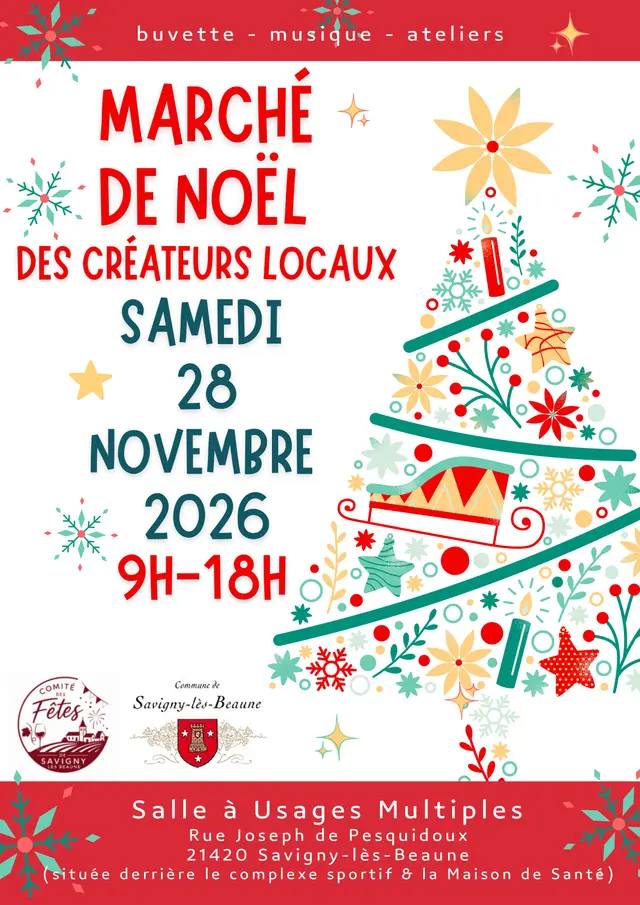 buvette - musique - ateliers
MARCHÉ
DE NOËL
DES CRÉATEURS LOCAUX
SAMEDI
28
NOVEMBRE
2026
9H-18H
COMITÉ
DES
Fêtes
DE
SAVIGNY
LES BEAUNE
Commune de
Savigny-lès-Beaune
Salle à Usages Multiples
Rue Joseph de Pesquidoux
21420 Savigny-lès-Beaune
(située derrière le complexe sportif & la Maison de Santé)